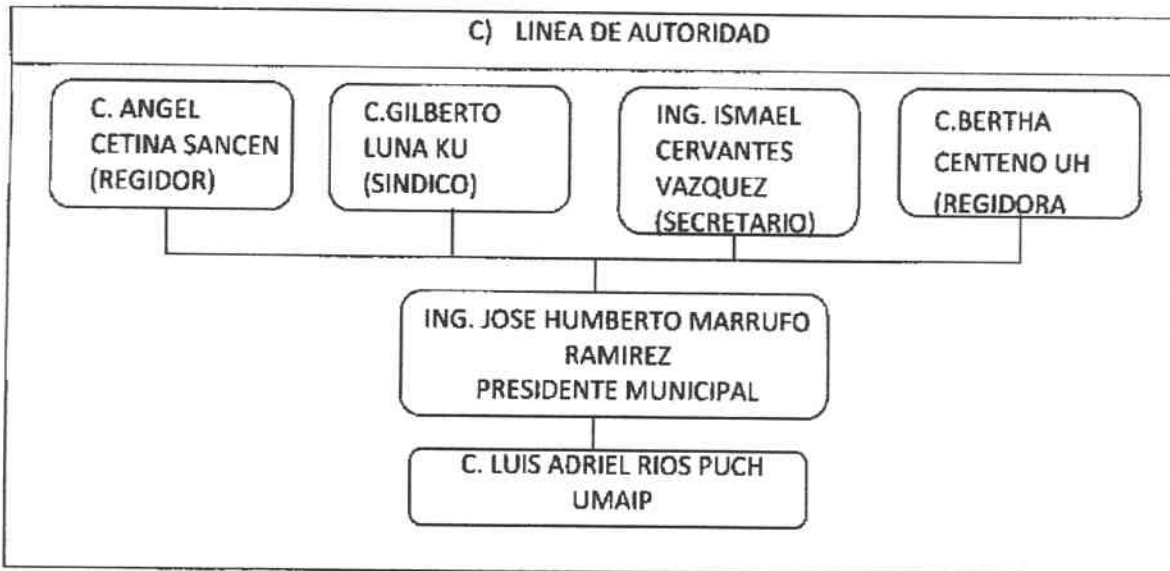 C) LINEA DE AUTORIDAD
C. ANGEL
CETINA SANCEN
(REGIDOR)
C.GILBERTO
LUNA KU
(SINDICO)
ING. ISMAEL
CERVANTES
VAZQUEZ
(SECRETARIO)
C.BERTHA
CENTENO UH
(REGIDORA
ING. JOSE HUMBERTO MARRUFO
RAMIREZ
PRESIDENTE MUNICIPAL
C. LUIS ADRIEL RIOS PUCH
UMAIP